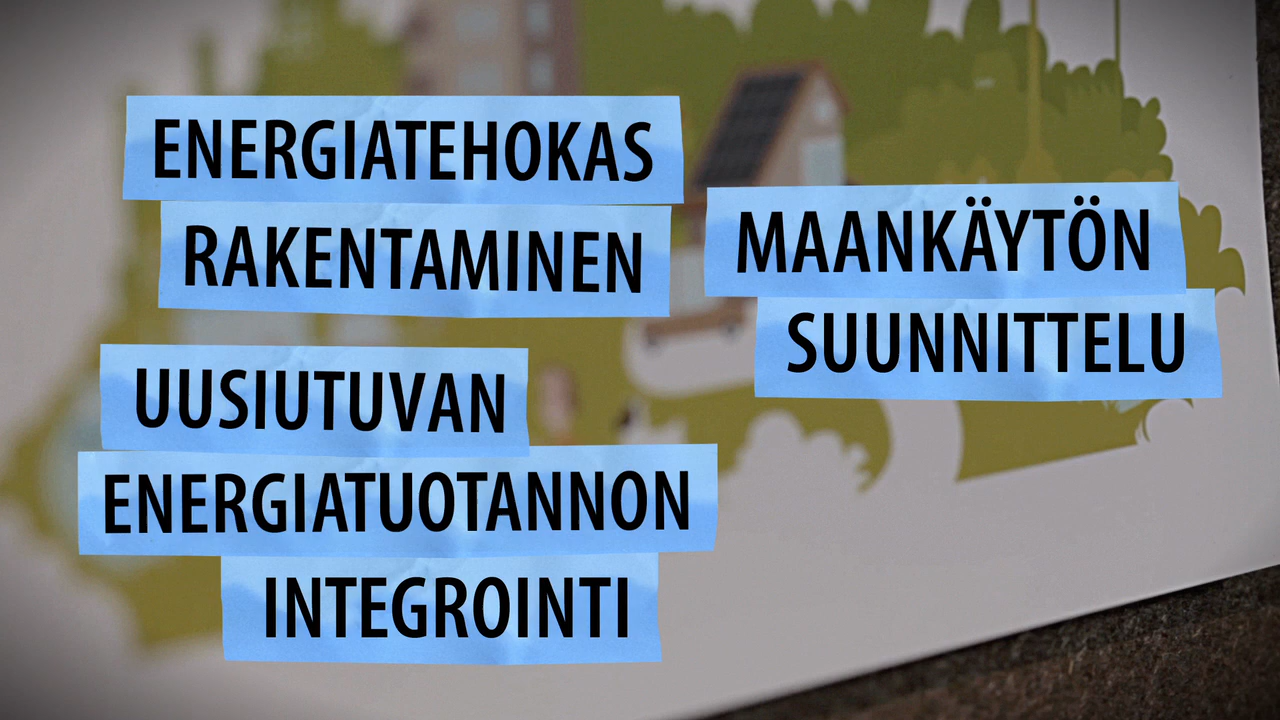 ENERGIATEHOKAS
RAKENTAMINEN
MAANKÄYTÖN
SUUNNITTELU
UUSIUTUVAN
ENERGIATUOTANNON
INTEGROINTI